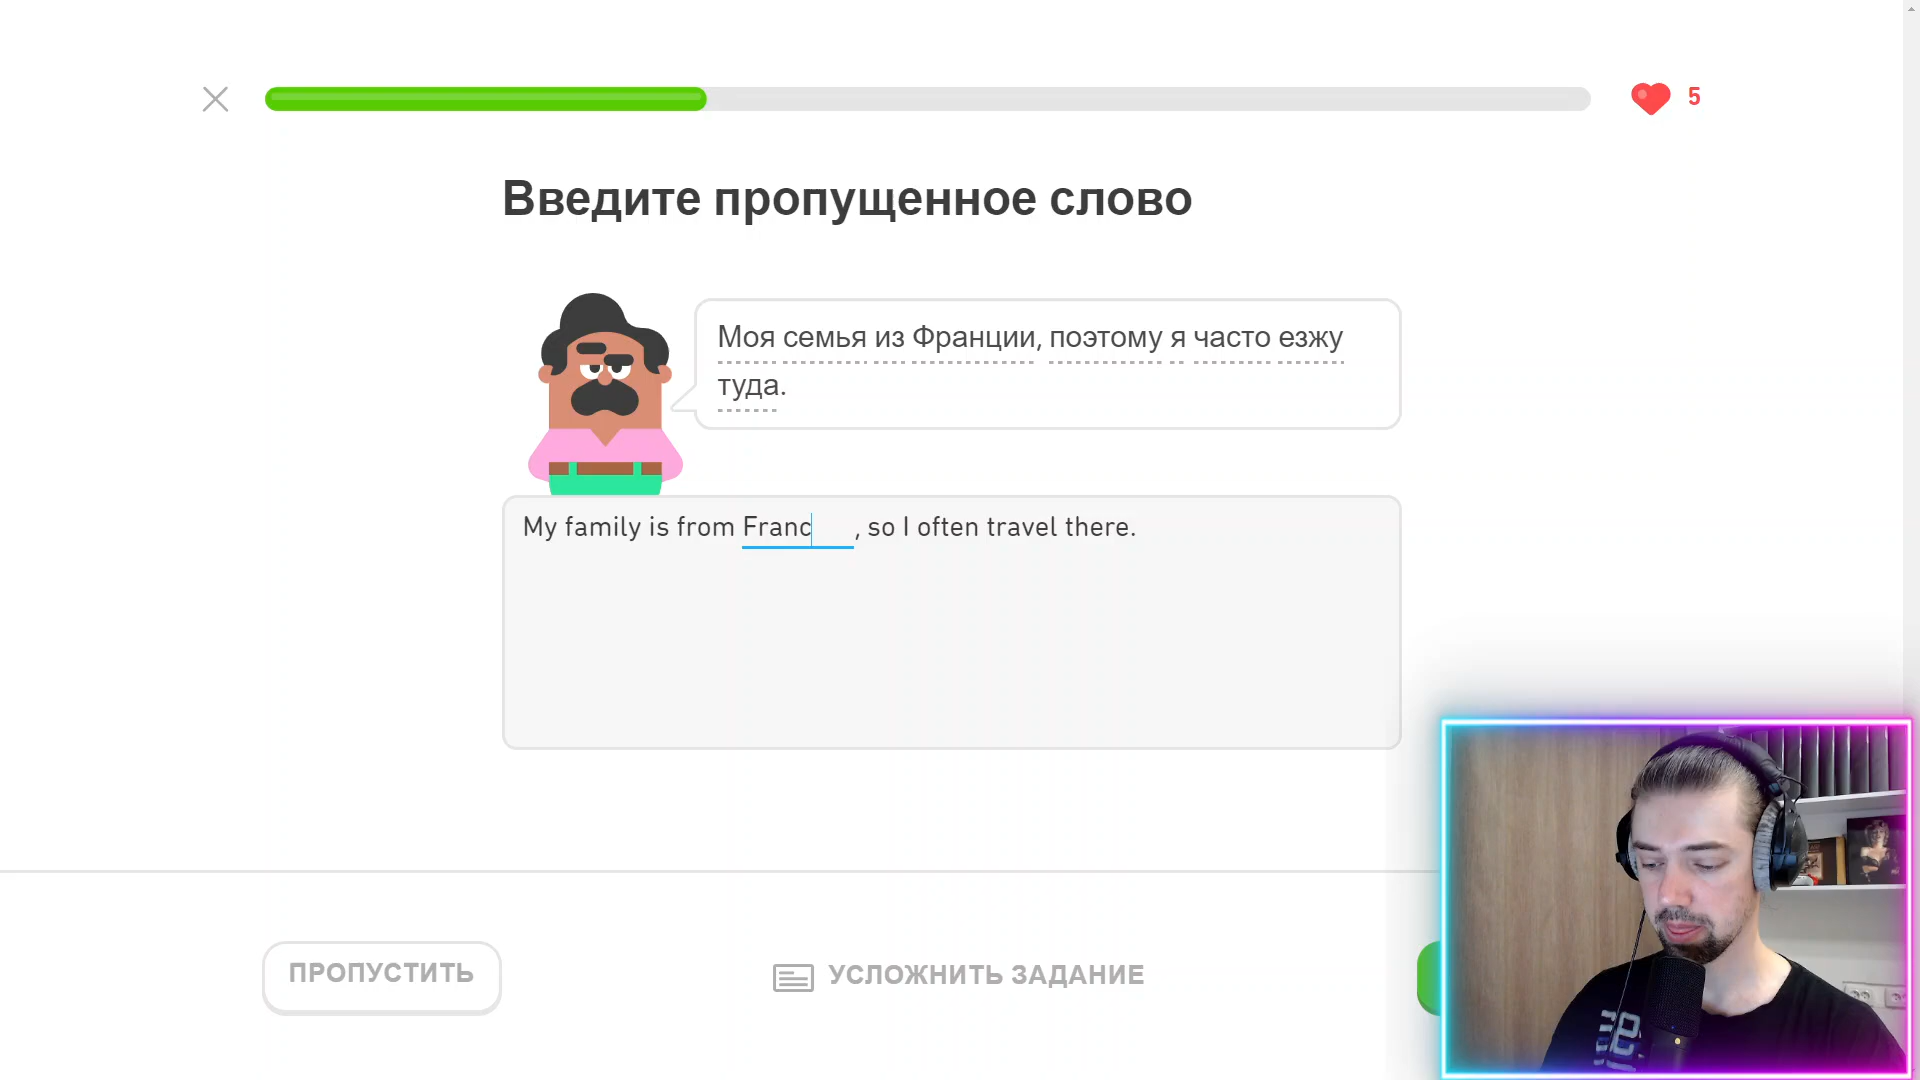 5
Введите пропущенное слово
Моя семья из Франции, поэтому я часто езжу
туда.
My family is from Franc , so I often travel there.
ПРОПУСТИТЬ
УСЛОЖНИТЬ ЗАДАНИЕ